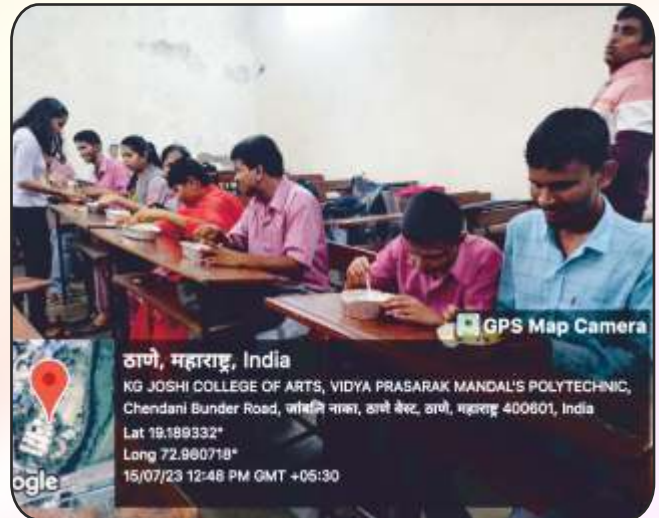 GPS Map Camera
ठाणे, महाराष्ट्र, India
KG JOSHI COLLEGE OF ARTS, VIDYA PRASARAK MANDAL'S POLYTECHNIC,
Chendani Bunder Road, जांबलि नाका, ठाणे वेस्ट, ठाणे, महाराष्ट्र 400601, India
Lat 19.189332°
Long 72.980718°
15/07/23 12:48 PM GMT +05:30
ogle